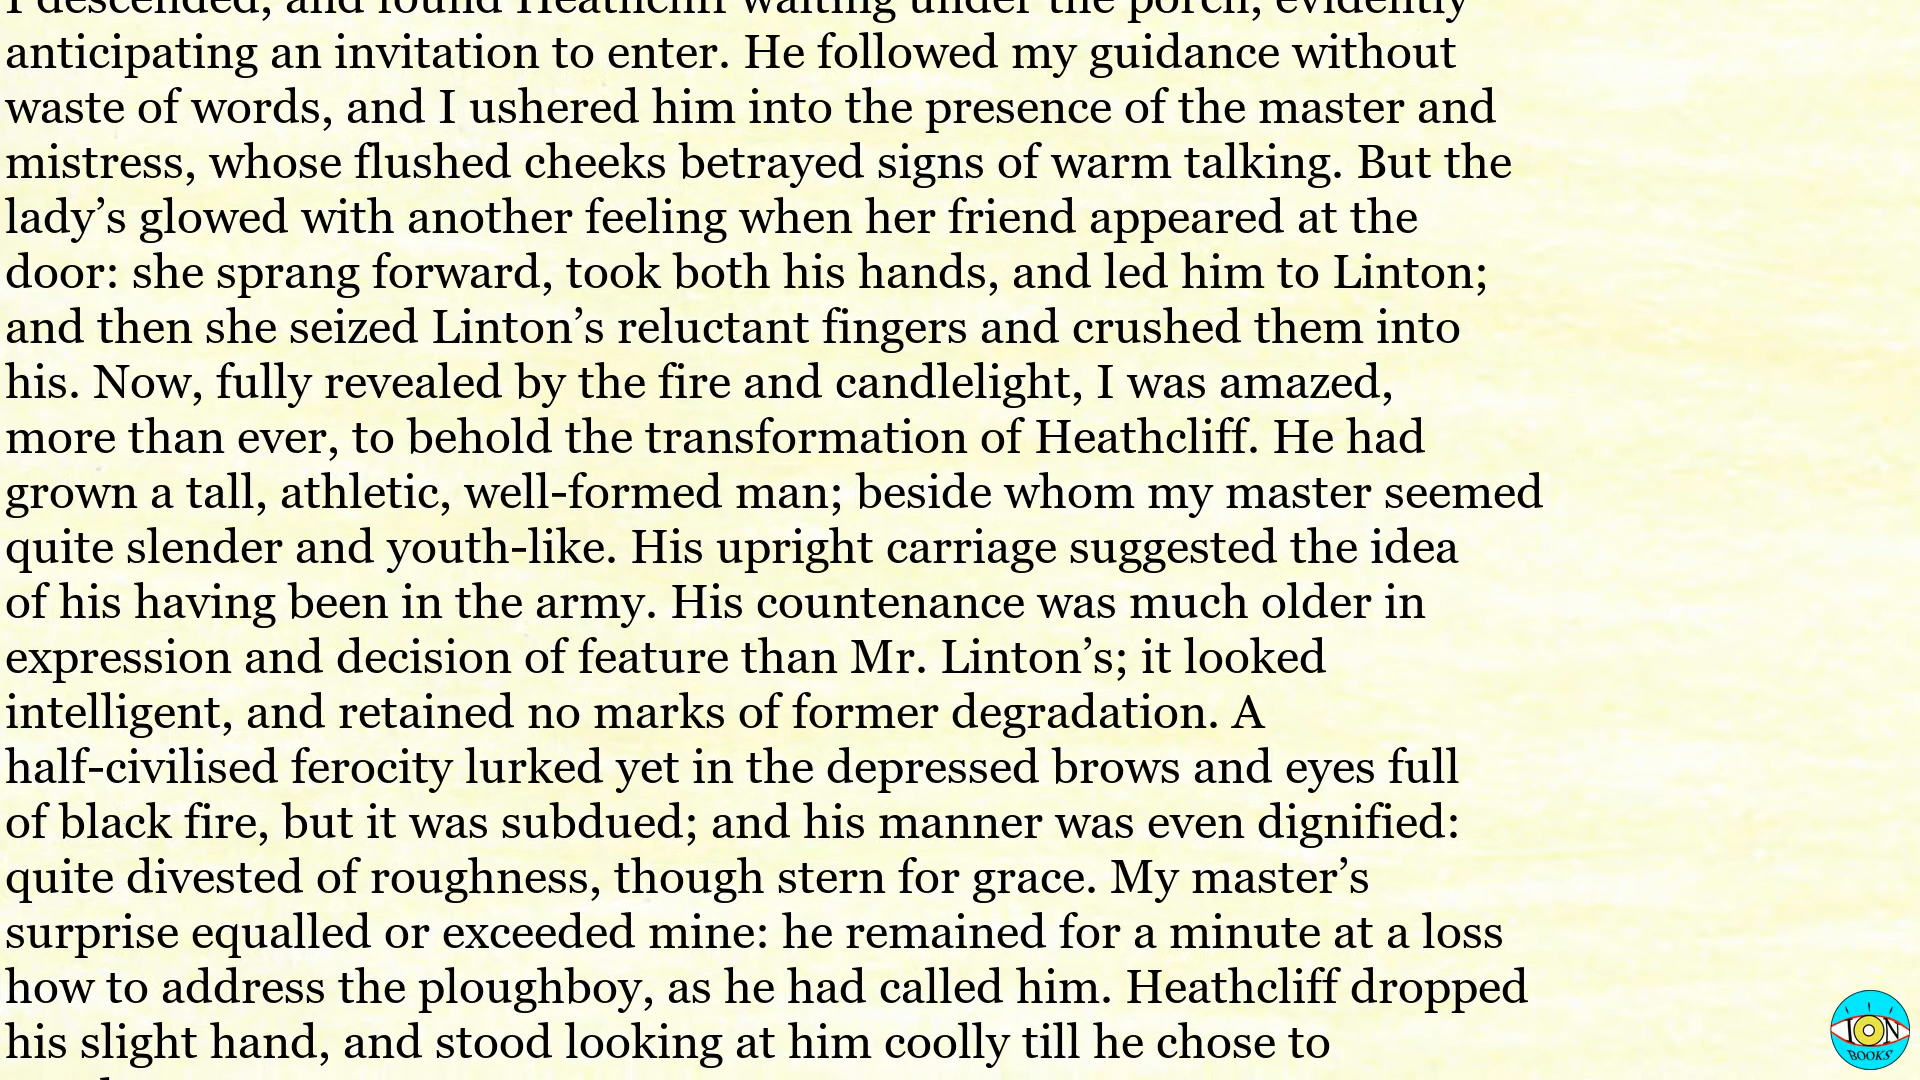 I descended, and found Heathcliff waiting under the porch, evidently
anticipating an invitation to enter. He followed my guidance without
waste of words, and I ushered him into the presence of the master and
mistress, whose flushed cheeks betrayed signs of warm talking. But the
lady’s glowed with another feeling when her friend appeared at the
door: she sprang forward, took both his hands, and led him to Linton;
and then she seized Linton’s reluctant fingers and crushed them into
his. Now, fully revealed by the fire and candlelight, I was amazed,
more than ever, to behold the transformation of Heathcliff. He had
grown a tall, athletic, well-formed man; beside whom my master seemed
quite slender and youth-like. His upright carriage suggested the idea
of his having been in the army. His countenance was much older in
expression and decision of feature than Mr. Linton’s; it looked
intelligent, and retained no marks of former degradation. A
half-civilised ferocity lurked yet in the depressed brows and eyes full
of black fire, but it was subdued; and his manner was even dignified:
quite divested of roughness, though stern for grace. My master’s
surprise equalled or exceeded mine: he remained for a minute at a loss
how to address the ploughboy, as he had called him. Heathcliff dropped
his slight hand, and stood looking at him coolly till he chose to
ION
BOOKS